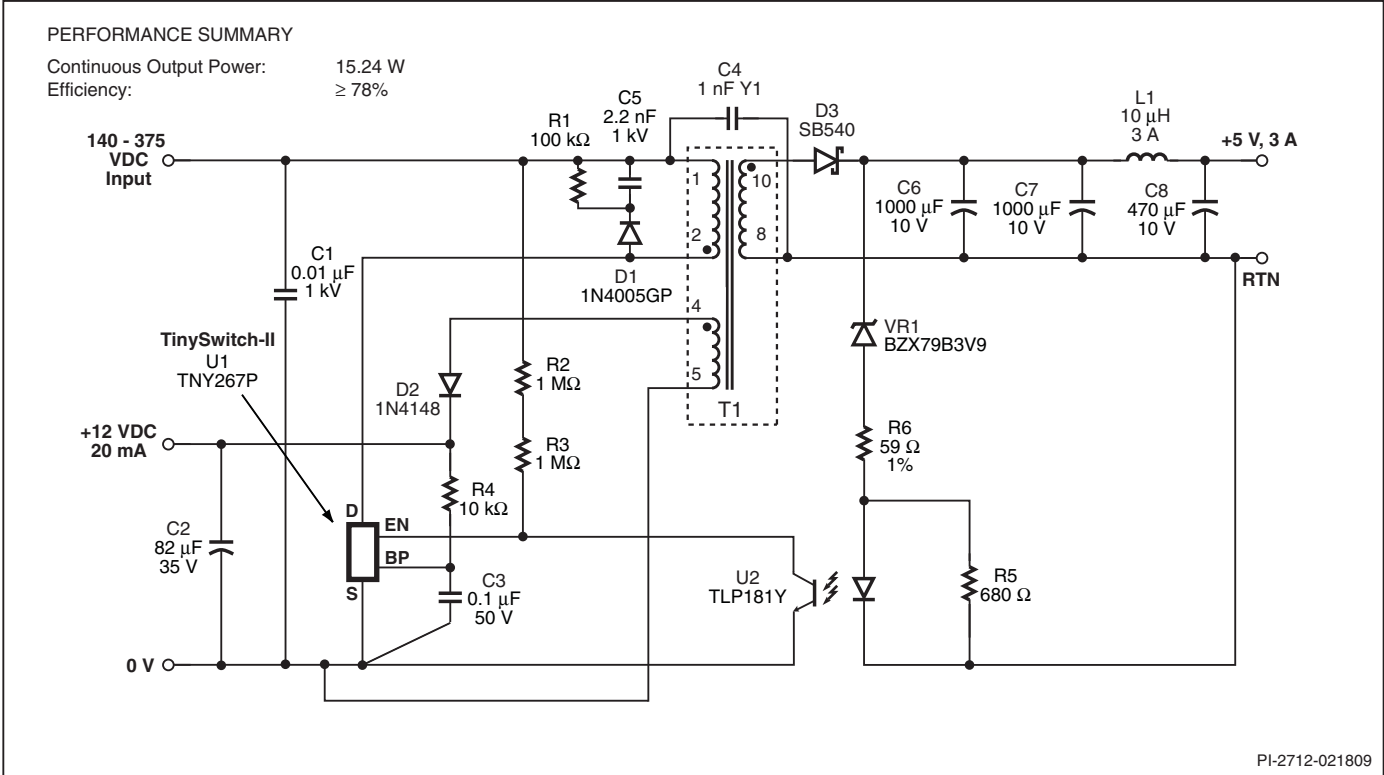 PERFORMANCE SUMMARY
Continuous Output Power: 15.24 W
Efficiency: ≥ 78%
C4
1 nF Y1
C5
2.2 nF
1 kV
R1
100 kΩ
D3
SB540
L1
10 μH
3 A
+5 V, 3 A
140 - 375
VDC
Input
1
10
2
8
C6
1000 μF
10 V
C7
1000 μF
10 V
C8
470 μF
10 V
RTN
C1
0.01 μF
1 kV
D1
1N4005GP
4
5
T1
VR1
BZX79B3V9
TinySwitch-II
U1
TNY267P
D2
1N4148
R2
1 MΩ
+12 VDC
20 mA
R3
1 MΩ
R6
59 Ω
1%
R4
10 kΩ
D
EN
BP
S
C2
82 μF
35 V
C3
0.1 μF
50 V
U2
TLP181Y
R5
680 Ω
0 V
PI-2712-021809